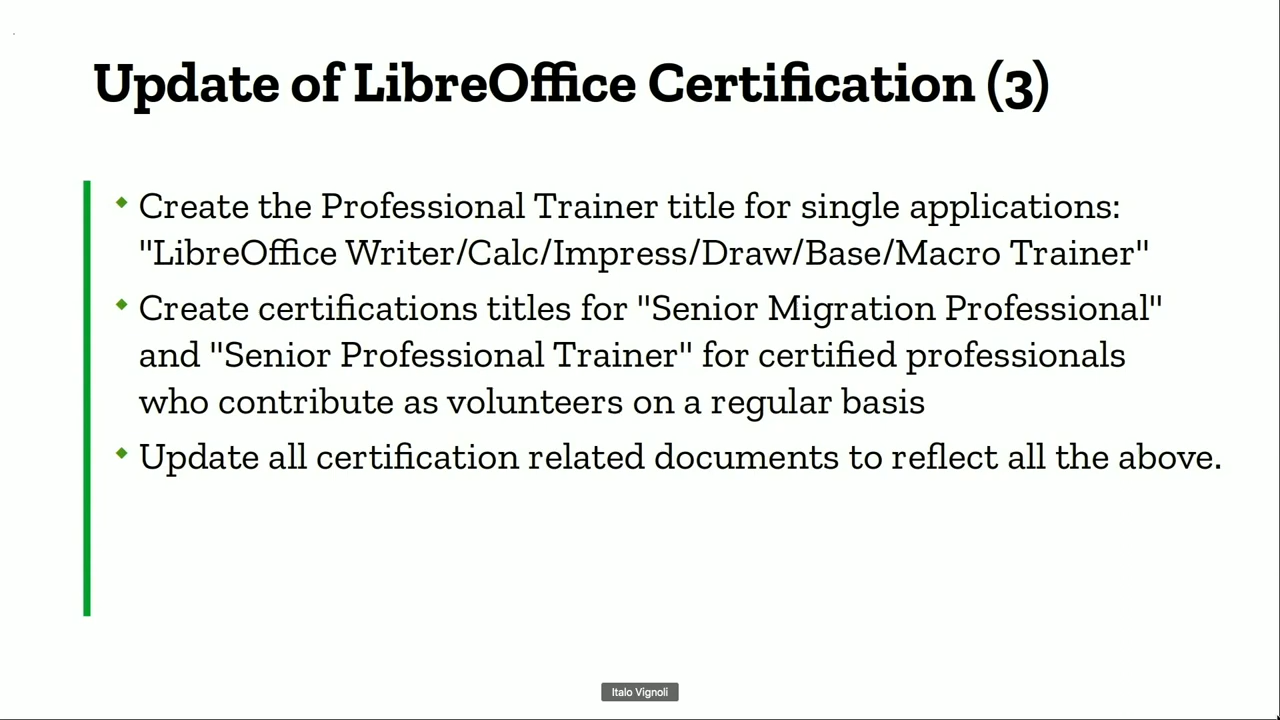 Update of LibreOffice Certification (3)
Create the Professional Trainer title for single applications:
"LibreOffice Writer/Calc/Impress/Draw/Base/Macro Trainer"
Create certifications titles for "Senior Migration Professional"
and "Senior Professional Trainer" for certified professionals
who contribute as volunteers on a regular basis
Update all certification related documents to reflect all the above.
Italo Vignoli